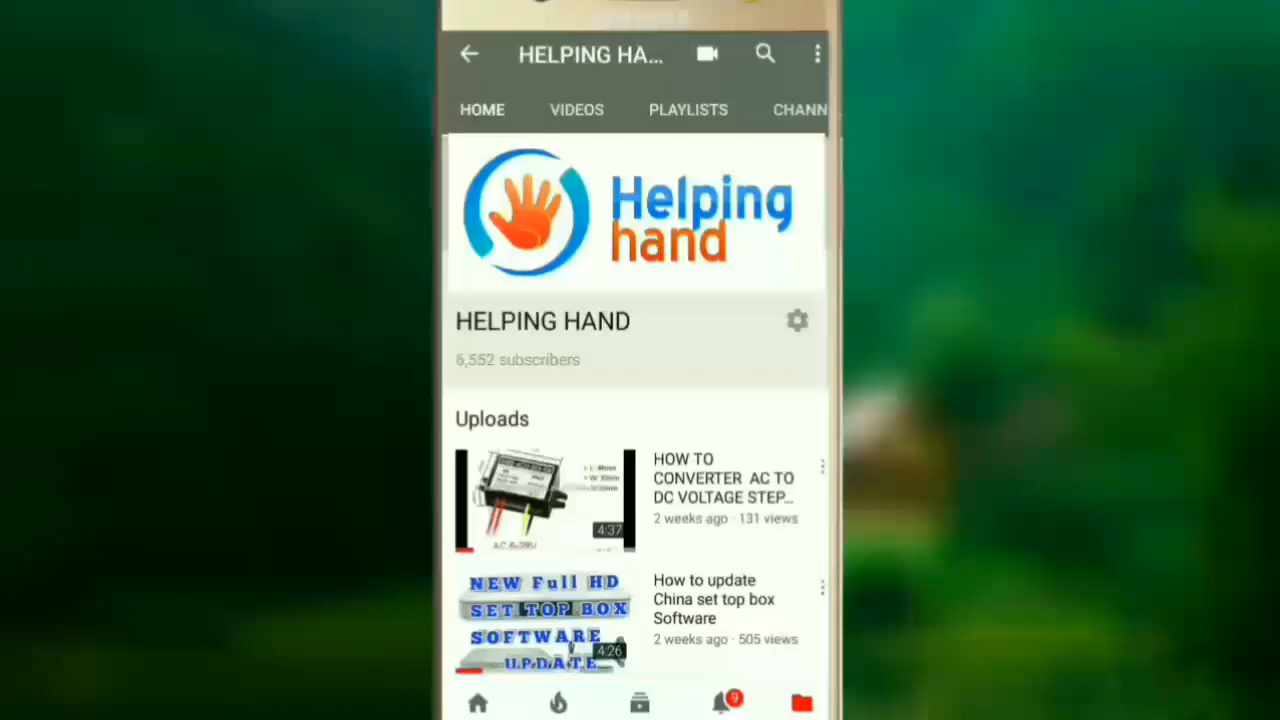 HELPING HA...
HOME VIDEOS PLAYLISTS CHANN
Helping
hand
HELPING HAND
6,552 subscribers
Uploads
HOW TO
CONVERTER AC TO
DC VOLTAGE STEP...
2 weeks ago · 131 views
4:37
NEW Full HD
SET TOP BOX
SOFTWARE
UPDATE
4:26
How to update
China set top box
Software
2 weeks ago · 505 views
9